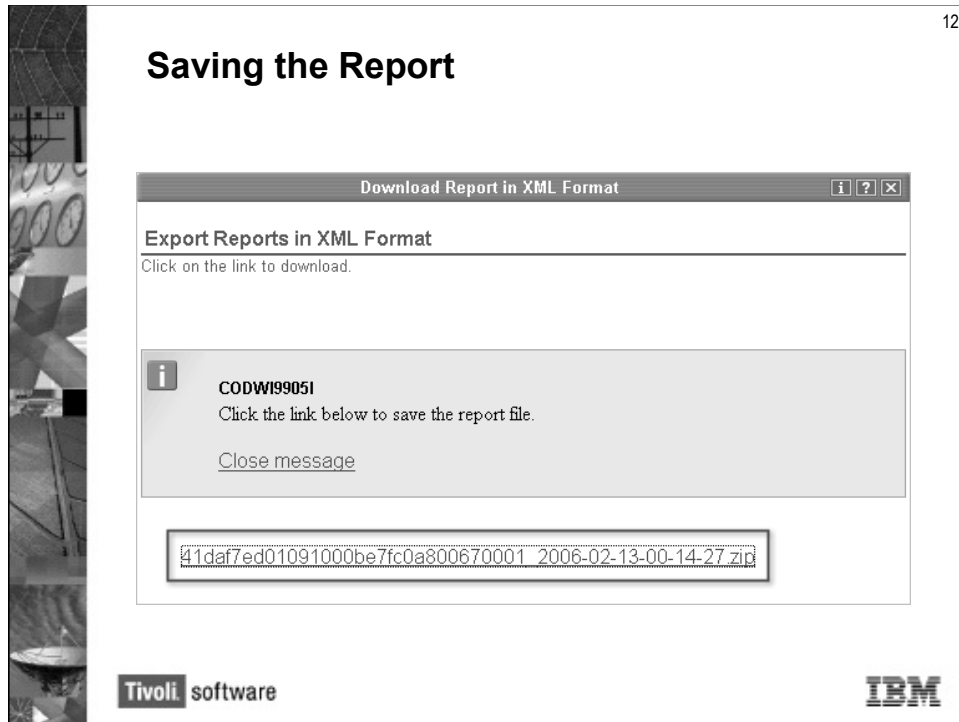 12
Saving the Report
Download Report in XML Format
i ? X
Export Reports in XML Format
Click on the link to download.
i
CODWI9905I
Click the link below to save the report file.
Close message
41daf7ed01091000be7fc0a800670001_2006-02-13-00-14-27.zip
Tivoli. software
IBM